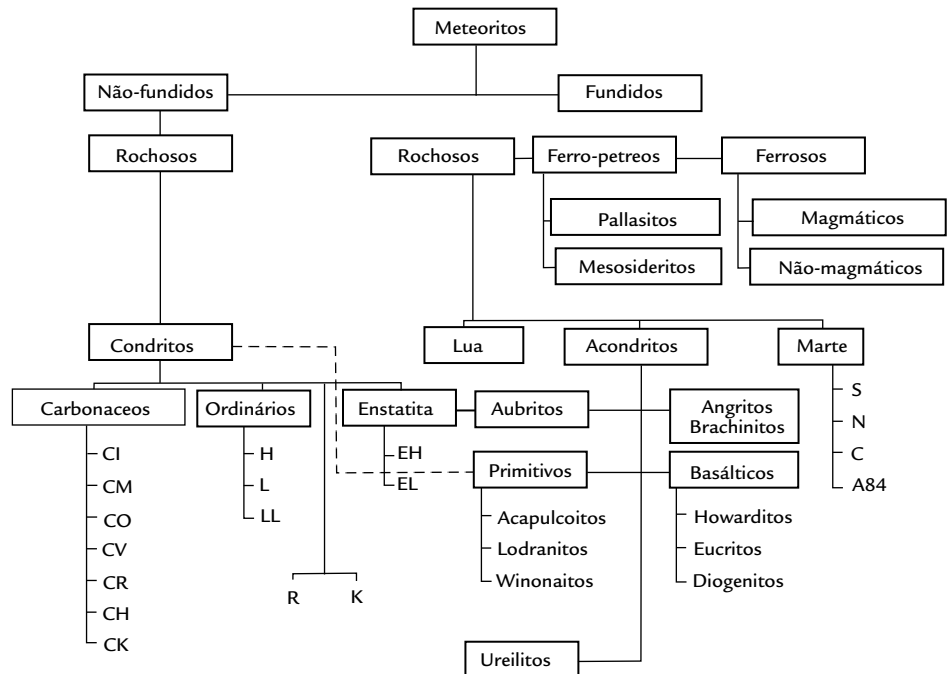 Meteoritos
Não-fundidos
Fundidos
Rochosos
Rochosos
Ferro-petreos
Ferrosos
Pallasitos
Magmáticos
Mesosideritos
Não-magmáticos
Condritos
Lua
Acondritos
Marte
Carbonaceos
Ordinários
Enstatita
Aubritos
Angritos
Brachinitos
S
N
C
A84
CI
CM
CO
CV
CR
CH
CK
H
L
LL
EH
EL
R
K
Primitivos
Basálticos
Acapulcoitos
Lodranitos
Winonaitos
Howarditos
Eucritos
Diogenitos
Ureilitos